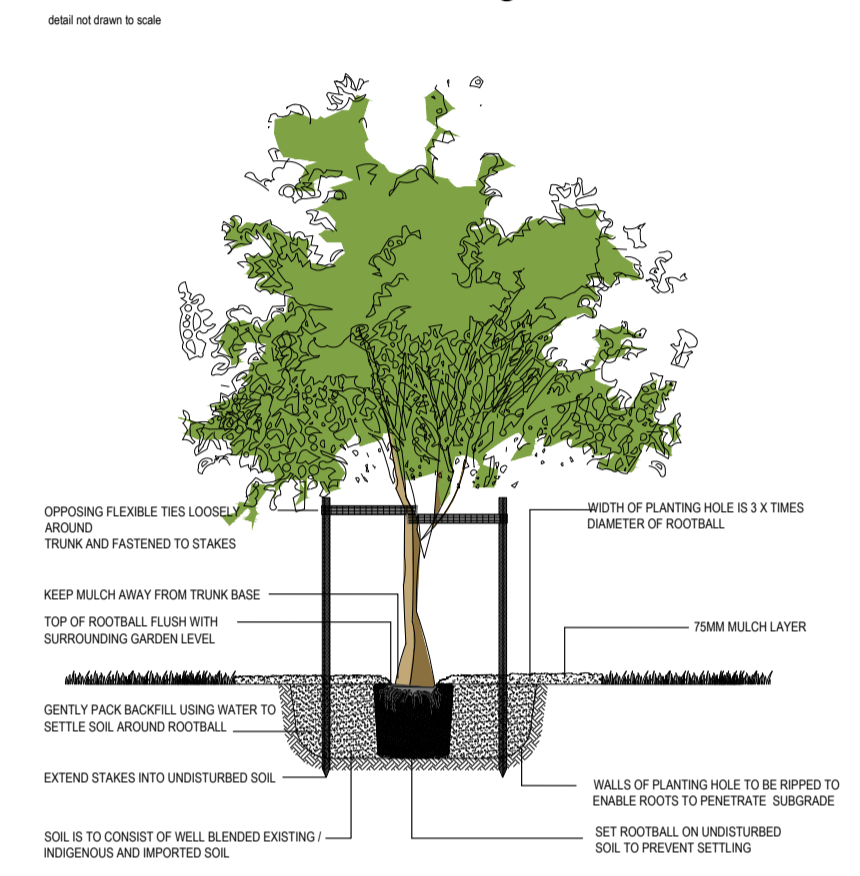 detail not drawn to scale
OPPOSING FLEXIBLE TIES LOOSELY
AROUND
TRUNK AND FASTENED TO STAKES
KEEP MULCH AWAY FROM TRUNK BASE
TOP OF ROOTBALL FLUSH WITH
SURROUNDING GARDEN LEVEL
GENTLY PACK BACKFILL USING WATER TO
SETTLE SOIL AROUND ROOTBALL
EXTEND STAKES INTO UNDISTURBED SOIL
SOIL IS TO CONSIST OF WELL BLENDED EXISTING /
INDIGENOUS AND IMPORTED SOIL
WIDTH OF PLANTING HOLE IS 3 X TIMES
DIAMETER OF ROOTBALL
75MM MULCH LAYER
WALLS OF PLANTING HOLE TO BE RIPPED TO
ENABLE ROOTS TO PENETRATE SUBGRADE
SET ROOTBALL ON UNDISTURBED
SOIL TO PREVENT SETTLING